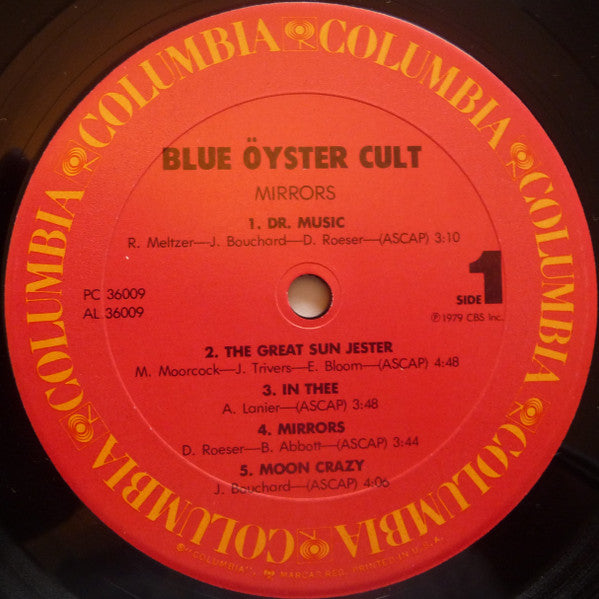 COLUMBIA COLUMBIA COLUMBIA COLUMBIA COLUMBIA COLUMBIA
BLUE ÖYSTER CULT
MIRRORS
1. DR. MUSIC
R. Meltzer—J. Bouchard—D. Roeser—(ASCAP) 3:10
PC 36009
AL 36009
SIDE 1
℗ 1979 CBS Inc.
2. THE GREAT SUN JESTER
M. Moorcock—J. Trivers—E. Bloom—(ASCAP) 4:48
3. IN THEE
A. Lanier—(ASCAP) 3:48
4. MIRRORS
D. Roeser—B. Abbott—(ASCAP) 3:44
5. MOON CRAZY
J. Bouchard—(ASCAP) 4:06
®"COLUMBIA", MARCAS REG. PRINTED IN U.S.A.